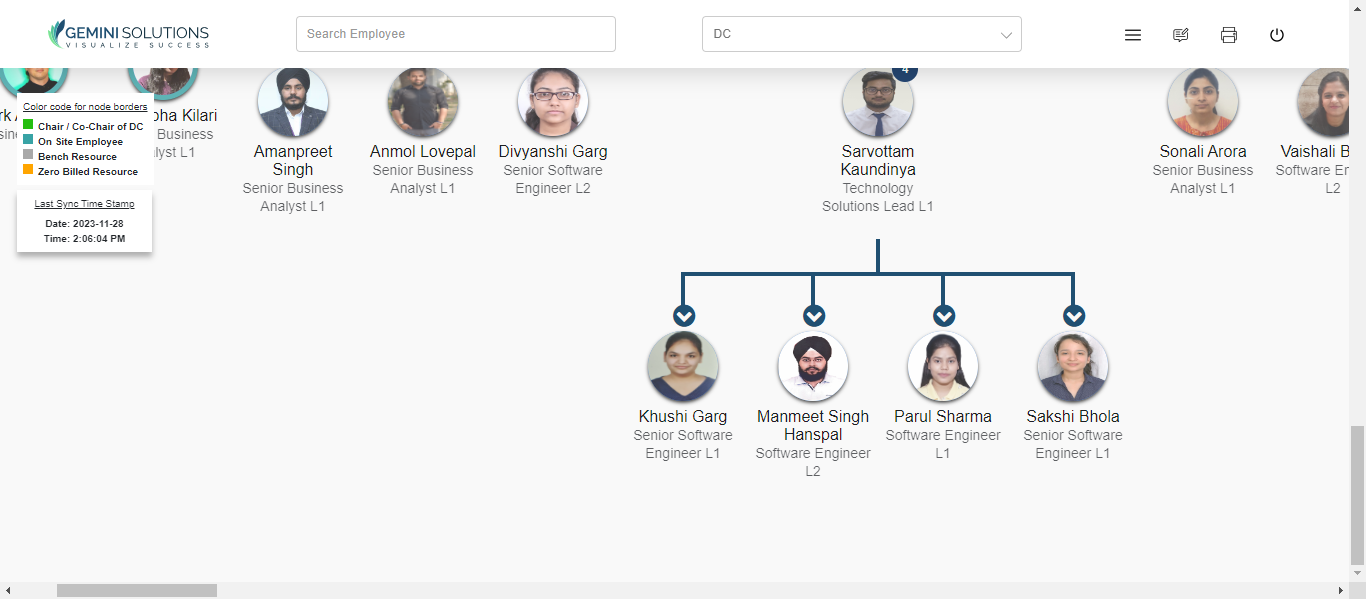 GEMINI SOLUTIONS
VISUALIZE SUCCESS
Search Employee
DC
4
Color code for node borders
Chair / Co-Chair of DC
On Site Employee
Bench Resource
Zero Billed Resource
Last Sync Time Stamp
Date: 2023-11-28
Time: 2:06:04 PM
Kilari
Business
L1
Amanpreet
Singh
Senior Business
Analyst L1
Anmol Lovepal
Senior Business
Analyst L1
Divyanshi Garg
Senior Software
Engineer L2
Sarvottam
Kaundinya
Technology
Solutions Lead L1
Sonali Arora
Senior Business
Analyst L1
Vaishali B
Software En
L2
Khushi Garg
Senior Software
Engineer L1
Manmeet Singh
Hanspal
Software Engineer
L2
Parul Sharma
Software Engineer
L1
Sakshi Bhola
Senior Software
Engineer L1